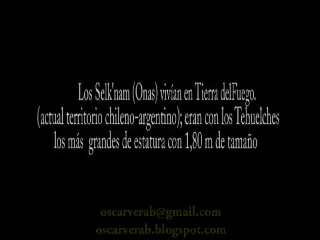 Los Selk'nam (Onas) vivían en Tierra delFuego.
(actual territorio chileno-argentino); eran con los Tehuelches
los más grandes de estatura con 1,80 m de tamaño
oscarverab@gmail.com
oscarverab.blogspot.com